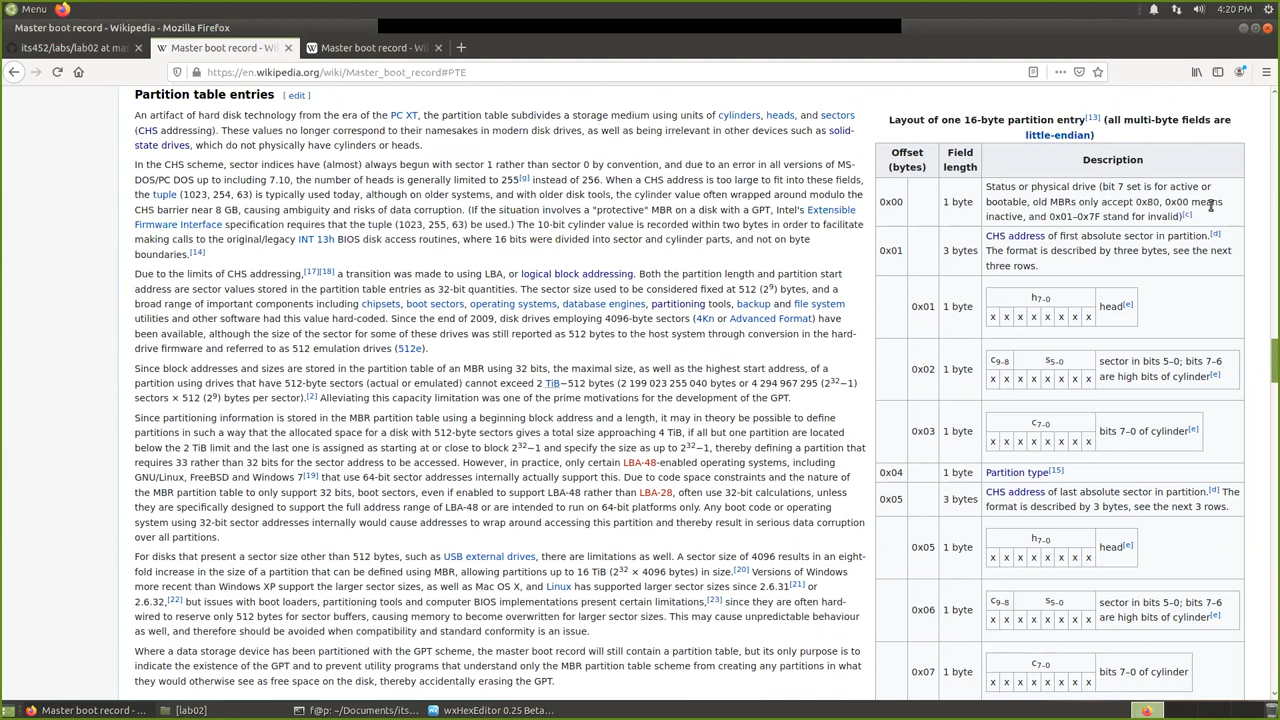 Menu
4:20 PM
Master boot record - Wikipedia - Mozilla Firefox
its452/labs/lab02 at mas
Master boot record - Wi
Master boot record - Wi
https://en.wikipedia.org/wiki/Master_boot_record#PTE
Partition table entries [ edit ]
An artifact of hard disk technology from the era of the PC XT, the partition table subdivides a storage medium using units of cylinders, heads, and sectors
(CHS addressing). These values no longer correspond to their namesakes in modern disk drives, as well as being irrelevant in other devices such as solid-
state drives, which do not physically have cylinders or heads.
In the CHS scheme, sector indices have (almost) always begun with sector 1 rather than sector 0 by convention, and due to an error in all versions of MS-
DOS/PC DOS up to including 7.10, the number of heads is generally limited to 255[g] instead of 256. When a CHS address is too large to fit into these fields,
the tuple (1023, 254, 63) is typically used today, although on older systems, and with older disk tools, the cylinder value often wrapped around modulo the
CHS barrier near 8 GB, causing ambiguity and risks of data corruption. (If the situation involves a "protective" MBR on a disk with a GPT, Intel's Extensible
Firmware Interface specification requires that the tuple (1023, 255, 63) be used.) The 10-bit cylinder value is recorded within two bytes in order to facilitate
making calls to the original/legacy INT 13h BIOS disk access routines, where 16 bits were divided into sector and cylinder parts, and not on byte
boundaries.[14]
Due to the limits of CHS addressing,[17][18] a transition was made to using LBA, or logical block addressing. Both the partition length and partition start
address are sector values stored in the partition table entries as 32-bit quantities. The sector size used to be considered fixed at 512 (2⁹) bytes, and a
broad range of important components including chipsets, boot sectors, operating systems, database engines, partitioning tools, backup and file system
utilities and other software had this value hard-coded. Since the end of 2009, disk drives employing 4096-byte sectors (4Kn or Advanced Format) have
been available, although the size of the sector for some of these drives was still reported as 512 bytes to the host system through conversion in the hard-
drive firmware and referred to as 512 emulation drives (512e).
Since block addresses and sizes are stored in the partition table of an MBR using 32 bits, the maximal size, as well as the highest start address, of a
partition using drives that have 512-byte sectors (actual or emulated) cannot exceed 2 TiB−512 bytes (2 199 023 255 040 bytes or 4 294 967 295 (2³²−1)
sectors × 512 (2⁹) bytes per sector).[2] Alleviating this capacity limitation was one of the prime motivations for the development of the GPT.
Since partitioning information is stored in the MBR partition table using a beginning block address and a length, it may in theory be possible to define
partitions in such a way that the allocated space for a disk with 512-byte sectors gives a total size approaching 4 TiB, if all but one partition are located
below the 2 TiB limit and the last one is assigned as starting at or close to block 2³²−1 and specify the size as up to 2³²−1, thereby defining a partition that
requires 33 rather than 32 bits for the sector address to be accessed. However, in practice, only certain LBA-48-enabled operating systems, including
GNU/Linux, FreeBSD and Windows 7[19] that use 64-bit sector addresses internally actually support this. Due to code space constraints and the nature of
the MBR partition table to only support 32 bits, boot sectors, even if enabled to support LBA-48 rather than LBA-28, often use 32-bit calculations, unless
they are specifically designed to support the full address range of LBA-48 or are intended to run on 64-bit platforms only. Any boot code or operating
system using 32-bit sector addresses internally would cause addresses to wrap around accessing this partition and thereby result in serious data corruption
over all partitions.
For disks that present a sector size other than 512 bytes, such as USB external drives, there are limitations as well. A sector size of 4096 results in an eight-
fold increase in the size of a partition that can be defined using MBR, allowing partitions up to 16 TiB (2³² × 4096 bytes) in size.[20] Versions of Windows
more recent than Windows XP support the larger sector sizes, as well as Mac OS X, and Linux has supported larger sector sizes since 2.6.31[21] or
2.6.32,[22] but issues with boot loaders, partitioning tools and computer BIOS implementations present certain limitations,[23] since they are often hard-
wired to reserve only 512 bytes for sector buffers, causing memory to become overwritten for larger sector sizes. This may cause unpredictable behaviour
as well, and therefore should be avoided when compatibility and standard conformity is an issue.
Where a data storage device has been partitioned with the GPT scheme, the master boot record will still contain a partition table, but its only purpose is to
indicate the existence of the GPT and to prevent utility programs that understand only the MBR partition table scheme from creating any partitions in what
they would otherwise see as free space on the disk, thereby accidentally erasing the GPT.
Layout of one 16-byte partition entry[13] (all multi-byte fields are
little-endian)
Offset
(bytes)
Field
length
Description
0x00
1 byte
Status or physical drive (bit 7 set is for active or
bootable, old MBRs only accept 0x80, 0x00 means
inactive, and 0x01–0x7F stand for invalid)[c]
0x01
3 bytes
CHS address of first absolute sector in partition.[d]
The format is described by three bytes, see the next
three rows.
0x01
1 byte
h7–0
x x x x x x x x
head[e]
0x02
1 byte
c9–8 s5–0
x x x x x x x x
sector in bits 5–0; bits 7–6
are high bits of cylinder[e]
0x03
1 byte
c7–0
x x x x x x x x
bits 7–0 of cylinder[e]
0x04
1 byte
Partition type[15]
0x05
3 bytes
CHS address of last absolute sector in partition.[d] The
format is described by 3 bytes, see the next 3 rows.
0x05
1 byte
h7–0
x x x x x x x x
head[e]
0x06
1 byte
c9–8 s5–0
x x x x x x x x
sector in bits 5–0; bits 7–6
are high bits of cylinder[e]
0x07
1 byte
c7–0
x x x x x x x x
bits 7–0 of cylinder
Master boot record - ...
[lab02]
f@p: ~/Documents/its...
wxHexEditor 0.25 Beta...